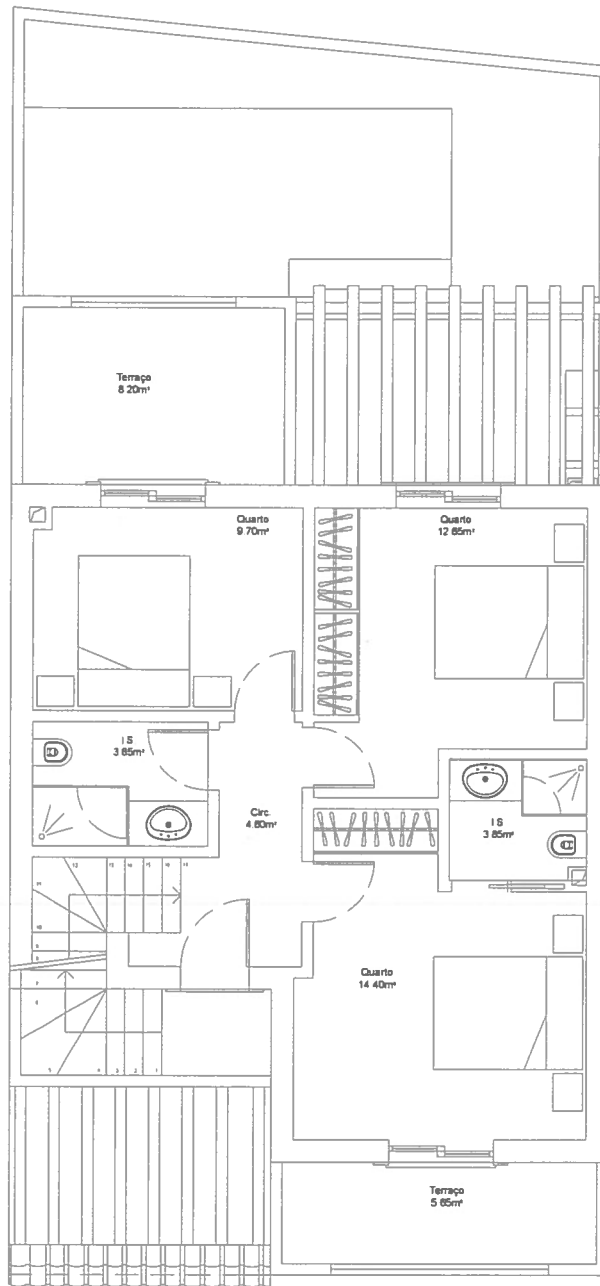 Terraço
8.20m²
Quarto
9.70m²
Quarto
12.65m²
I S
3.85m²
Circ.
4.80m²
I S
3.85m²
Quarto
14.40m²
Terraço
5.65m²